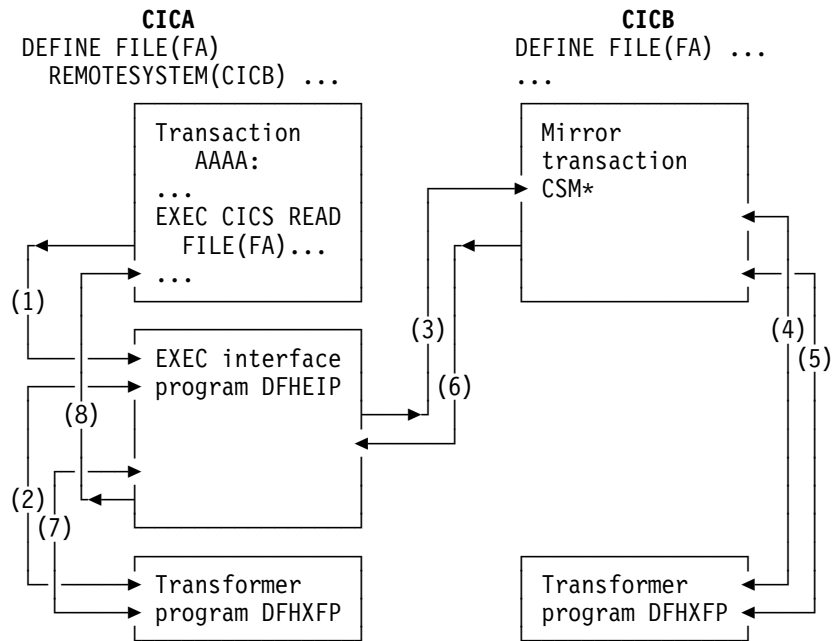 CICA CICB
DEFINE FILE(FA) DEFINE FILE(FA) ...
REMOTESYSTEM(CICB) ... ...
Transaction Mirror
AAAA: transaction
... CSM*
EXEC CICS READ
FILE(FA)...
...
(1) (3) (4)
(5)
EXEC interface
program DFHEIP (6)
(8)
(2)
(7)
Transformer Transformer
program DFHXFP program DFHXFP